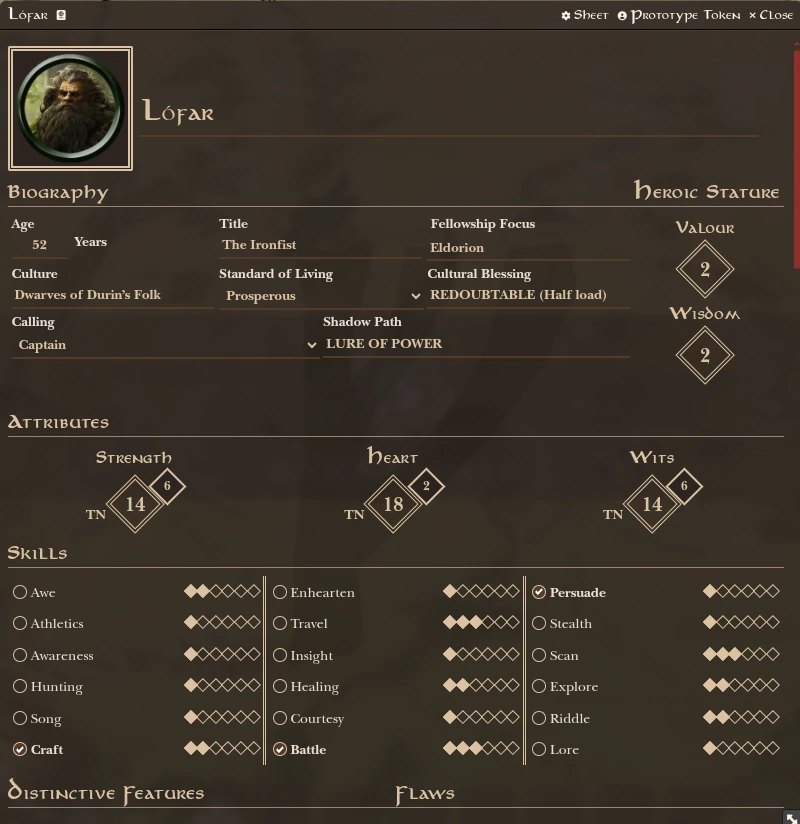 Lófar Sheet Prototype Token × Close
Lófar
Biography Heroic Stature
Age Title Fellowship Focus Valour
52 Years The Ironfist Eldorion 2
Culture Standard of Living Cultural Blessing
Dwarves of Durin's Folk Prosperous REDOUBTABLE (Half load)
Wisdom
Calling Shadow Path
Captain LURE OF POWER 2
Attributes
Strength Heart Wits
TN 14 6 TN 18 2 TN 14 6
Skills
Awe Enhearten Persuade
Athletics Travel Stealth
Awareness Insight Scan
Hunting Healing Explore
Song Courtesy Riddle
Craft Battle Lore
Distinctive Features Flaws